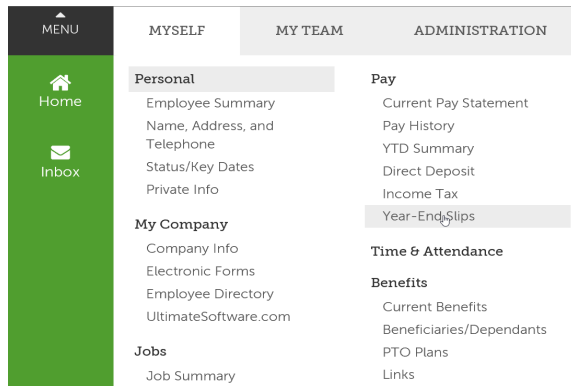 MENU
MYSELF
MY TEAM
ADMINISTRATION
Home
Inbox
Personal
Employee Summary
Name, Address, and
Telephone
Status/Key Dates
Private Info
My Company
Company Info
Electronic Forms
Employee Directory
UltimateSoftware.com
Jobs
Job Summary
Pay
Current Pay Statement
Pay History
YTD Summary
Direct Deposit
Income Tax
Year-End Slips
Time & Attendance
Benefits
Current Benefits
Beneficiaries/Dependants
PTO Plans
Links